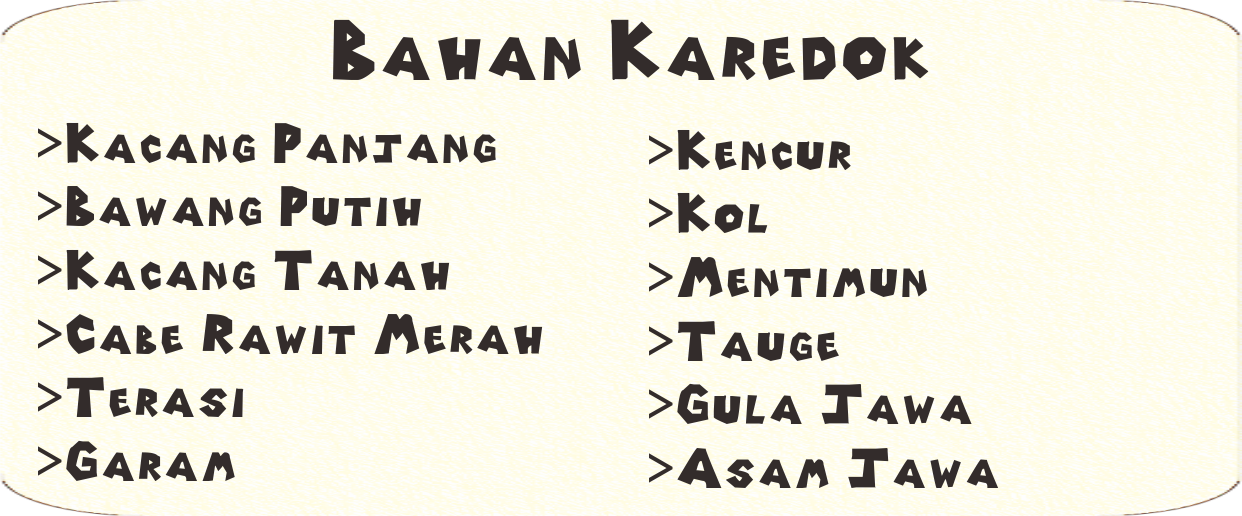 Bahan Karedok
>Kacang Panjang
>Bawang Putih
>Kacang Tanah
>Cabe Rawit Merah
>Terasi
>Garam
>Kencur
>Kol
>Mentimun
>Tauge
>Gula Jawa
>Asam Jawa